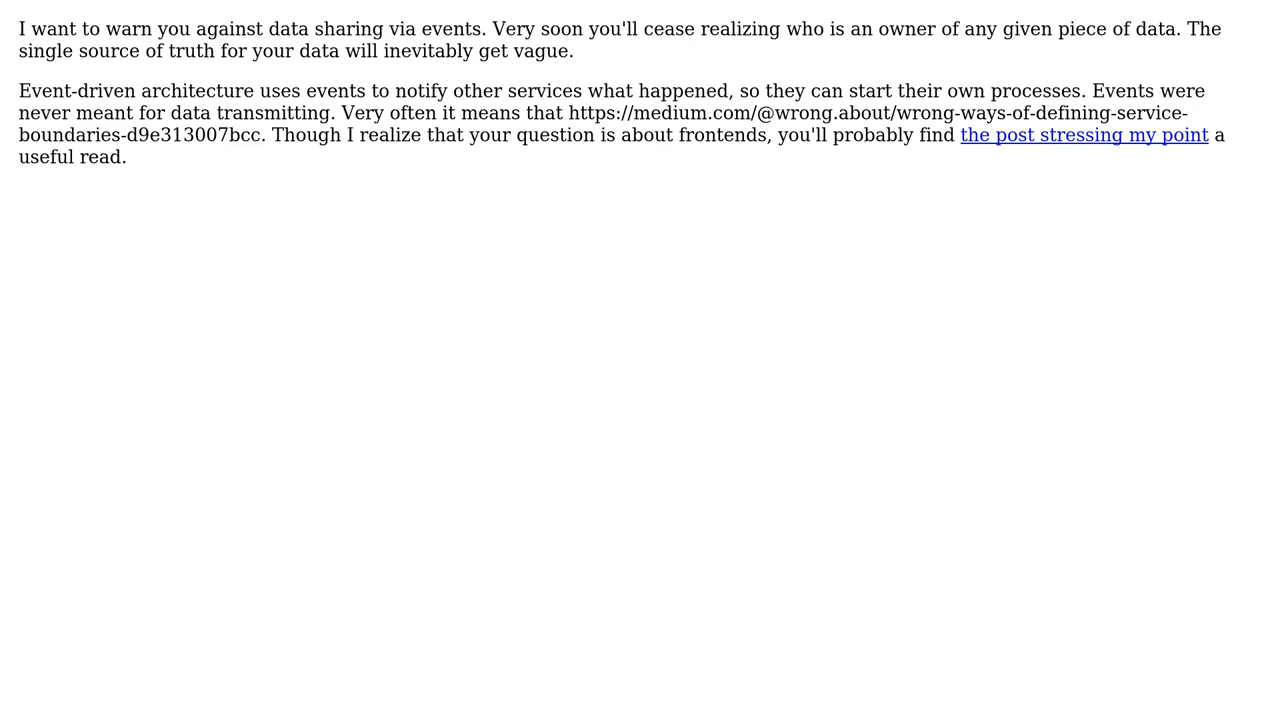 I want to warn you against data sharing via events. Very soon you'll cease realizing who is an owner of any given piece of data. The
single source of truth for your data will inevitably get vague.
Event-driven architecture uses events to notify other services what happened, so they can start their own processes. Events were
never meant for data transmitting. Very often it means that https://medium.com/@wrong.about/wrong-ways-of-defining-service-
boundaries-d9e313007bcc. Though I realize that your question is about frontends, you'll probably find the post stressing my point a
useful read.